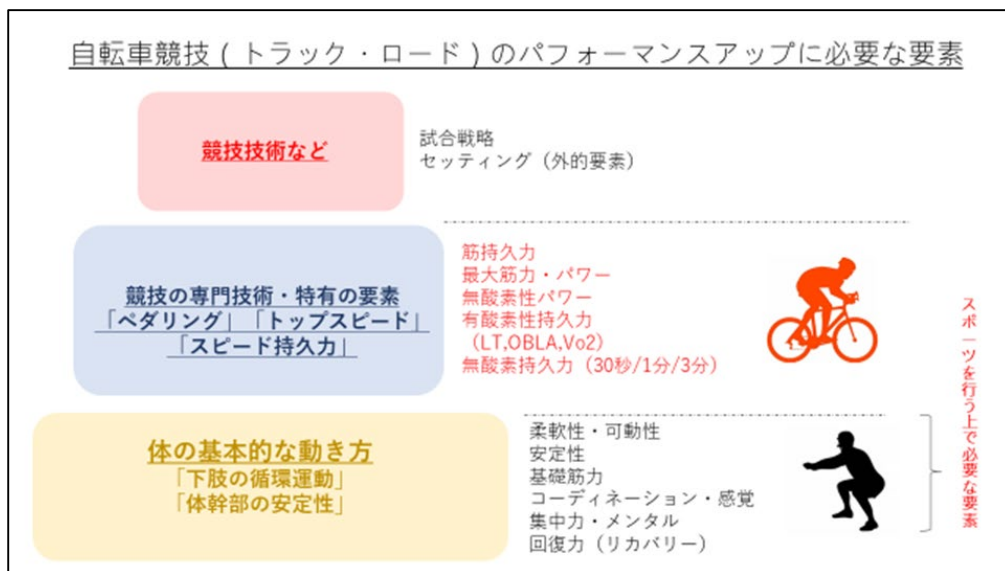 自転車競技(トラック・ロード)のパフォーマンスアップに必要な要素
競技技術など
試合戦略
セッティング(外的要素)
競技の専門技術・特有の要素
「ペダリング」「トップスピード」
「スピード持久力」
筋持久力
最大筋力・パワー
無酸素性パワー
有酸素性持久力
(LT,OBLA,Vo2)
無酸素持久力(30秒/1分/3分)
体の基本的な動き方
「下肢の循環運動」
「体幹部の安定性」
柔軟性・可動性
安定性
基礎筋力
コーディネーション・感覚
集中力・メンタル
回復力(リカバリー)
スポーツを行う上で必要な要素